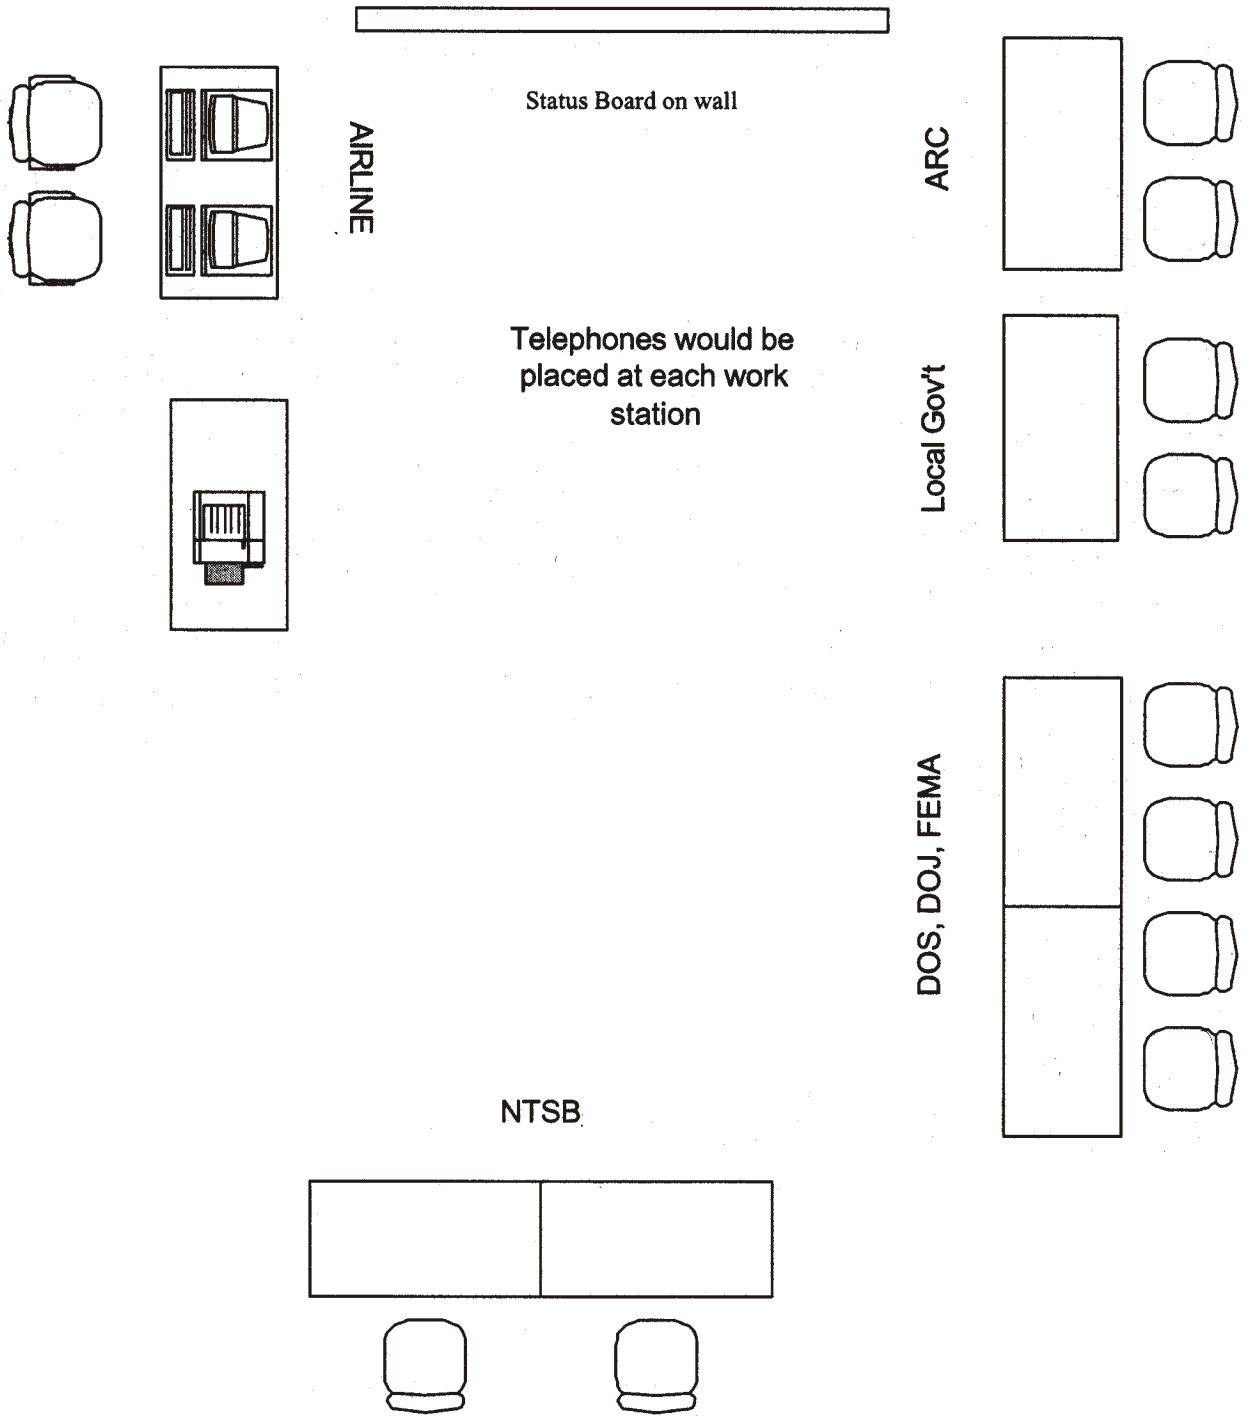 Status Board on wall
AIRLINE
ARC
Telephones would be
placed at each work
station
Local Gov't
DOS, DOJ, FEMA
NTSB